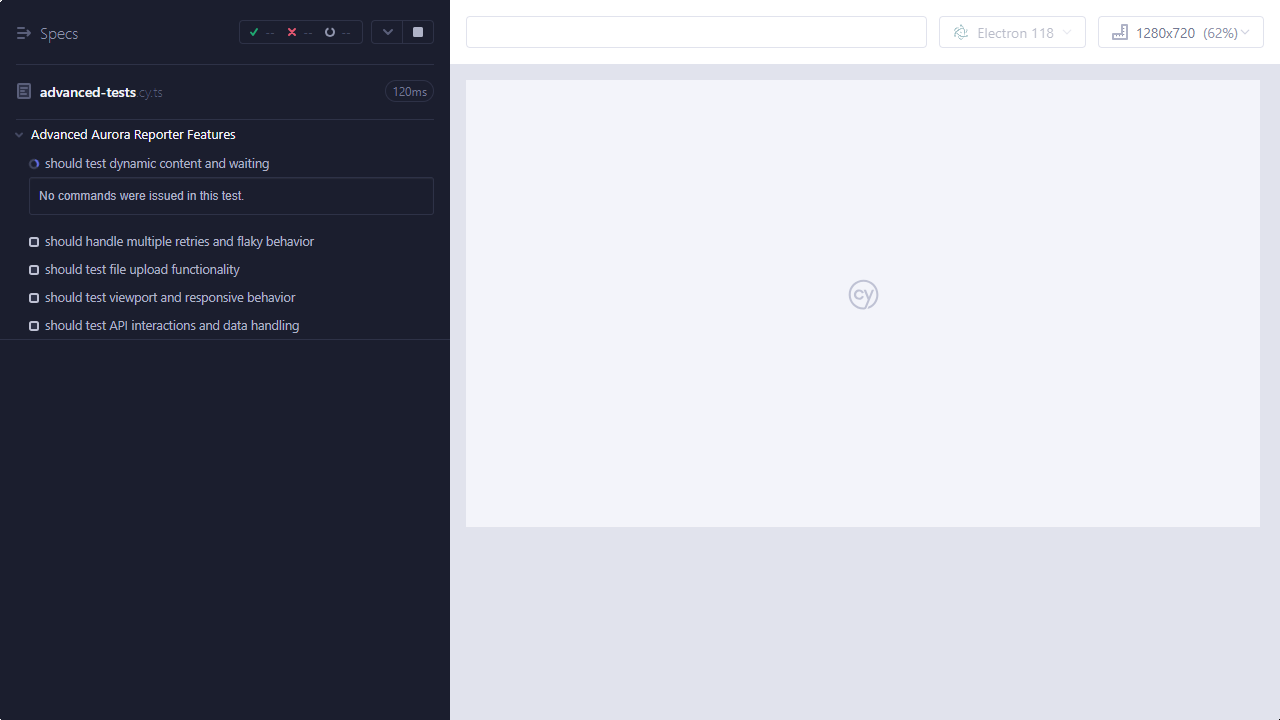 Specs
-- -- --
advanced-tests.cy.ts
120ms
Advanced Aurora Reporter Features
should test dynamic content and waiting
No commands were issued in this test.
should handle multiple retries and flaky behavior
should test file upload functionality
should test viewport and responsive behavior
should test API interactions and data handling
Electron 118
1280x720 (62%)
cy